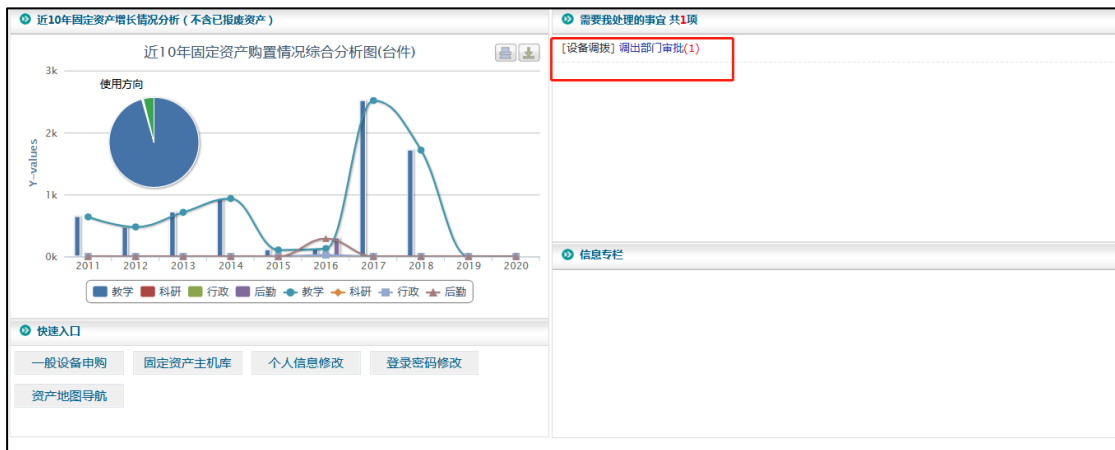 近10年固定资产增长情况分析（不含已报废资产）
近10年固定资产购置情况综合分析图(台件)
使用方向
Y-values
3k
2k
1k
0k
2011 2012 2013 2014 2015 2016 2017 2018 2019 2020
教学 科研 行政 后勤 教学 科研 行政 后勤
快速入口
一般设备申购 固定资产主机库 个人信息修改 登录密码修改
资产地图导航
需要我处理的事宜 共1项
[设备调拨] 调出部门审批(1)
信息专栏